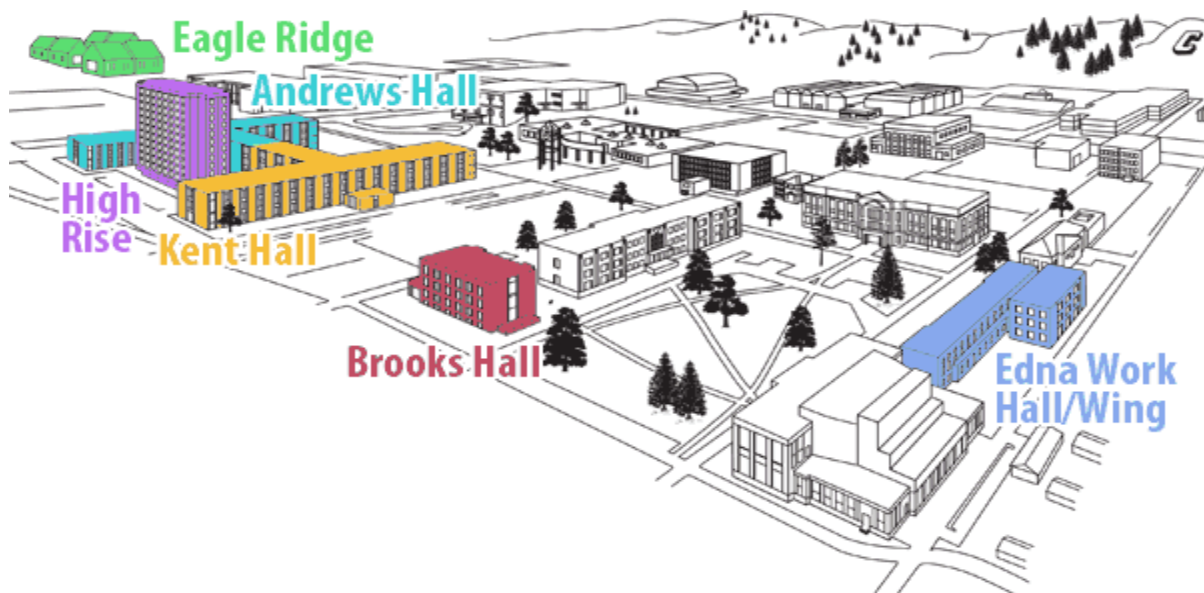 Eagle Ridge
Andrews Hall
High
Rise
Kent Hall
Brooks Hall
Edna Work
Hall/Wing
C